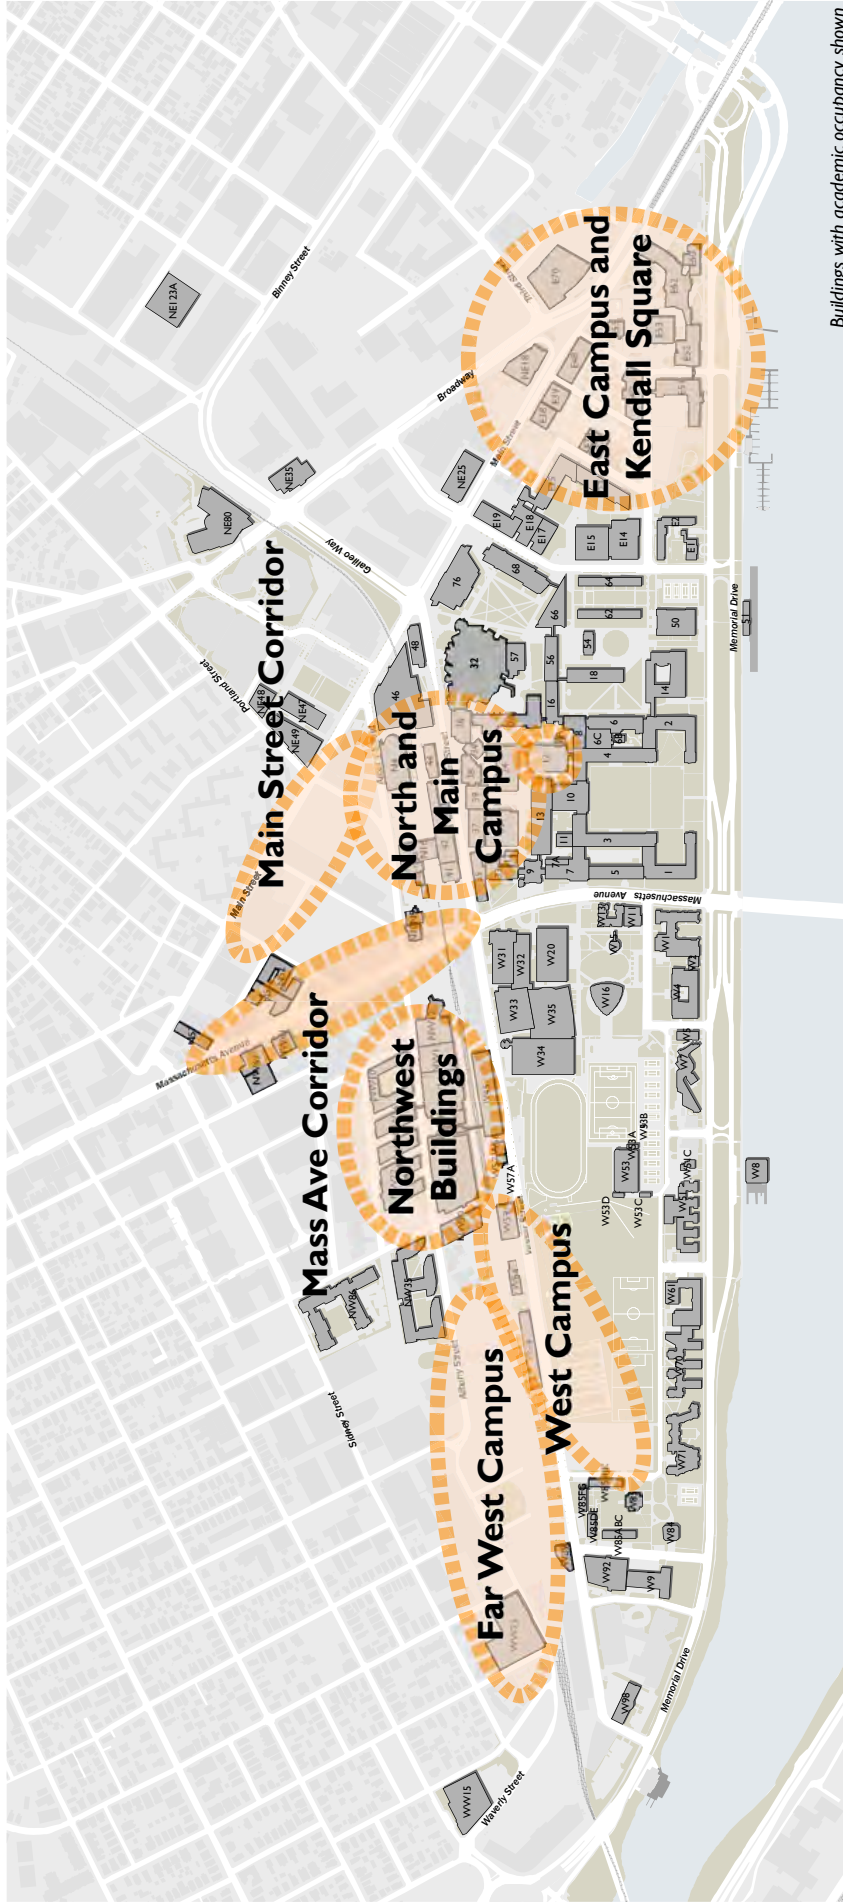 Buildings with academic occupancy shown
East Campus and
Kendall Square
Main Street Corridor
North and
Main
Campus
Mass Ave Corridor
Northwest
Buildings
West Campus
Far West Campus
Binney Street
Broadway
Third Street
Main Street
Galileo Way
Portland Street
Main Street
Massachusetts Avenue
Massachusetts Avenue
Memorial Drive
Sidney Street
Albany Street
Waverly Street
Memorial Drive
NE123A
NE35
NE80
NE25
NE18
NE48
NE47
NE49
E70
E19
E18
E17
E15
E14
E2
E1
76
68
66
64
62
54
50
51
48
46
32
57
56
16
18
14
8
6C
6
6B
4
2
13
10
11
3
9
7A
7
5
1
W31
W32
W20
W33
W35
W34
W16
W15
W13
W11
W1
W2
W4
W5
W7
W8
W53
W53A
W53B
W53C
W53D
W51
W51C
W57A
W59
W61
W70
W71
W85FG
W85DE
W85ABC
W84
W92
W91
W98
WW15
NW86
NW35